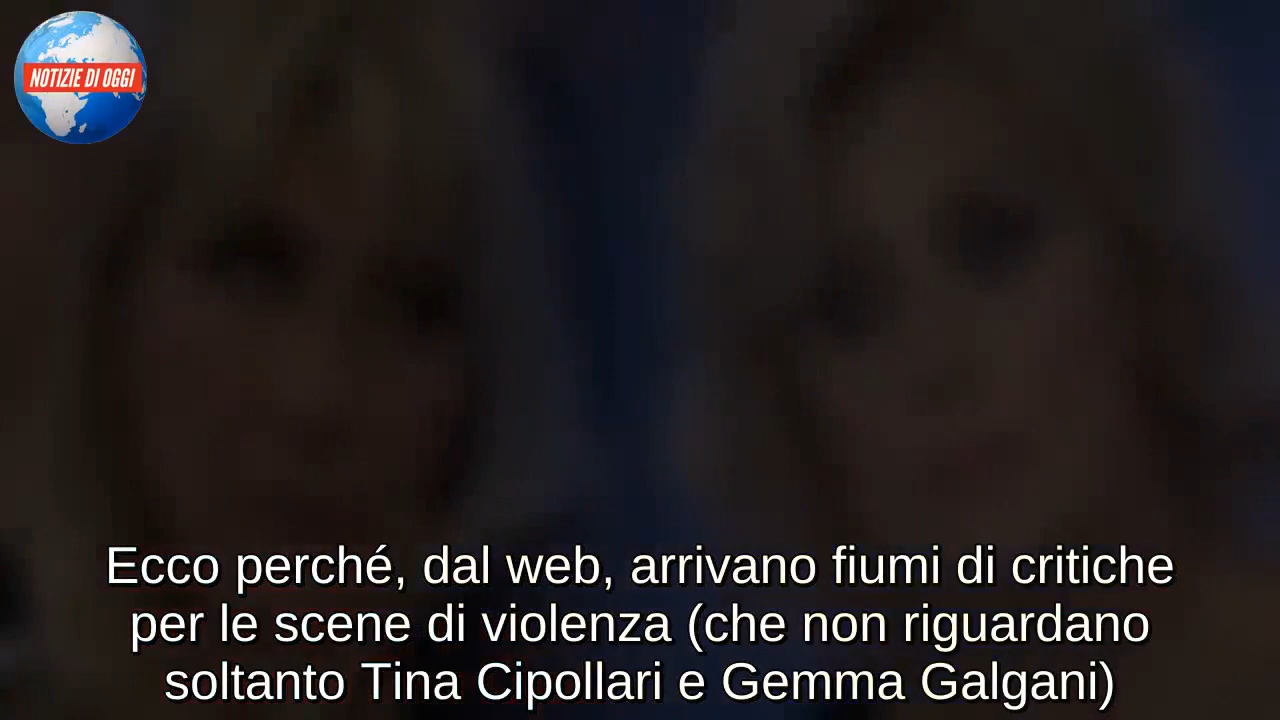 NOTIZIE DI OGGI
Ecco perché, dal web, arrivano fiumi di critiche
per le scene di violenza (che non riguardano
soltanto Tina Cipollari e Gemma Galgani)